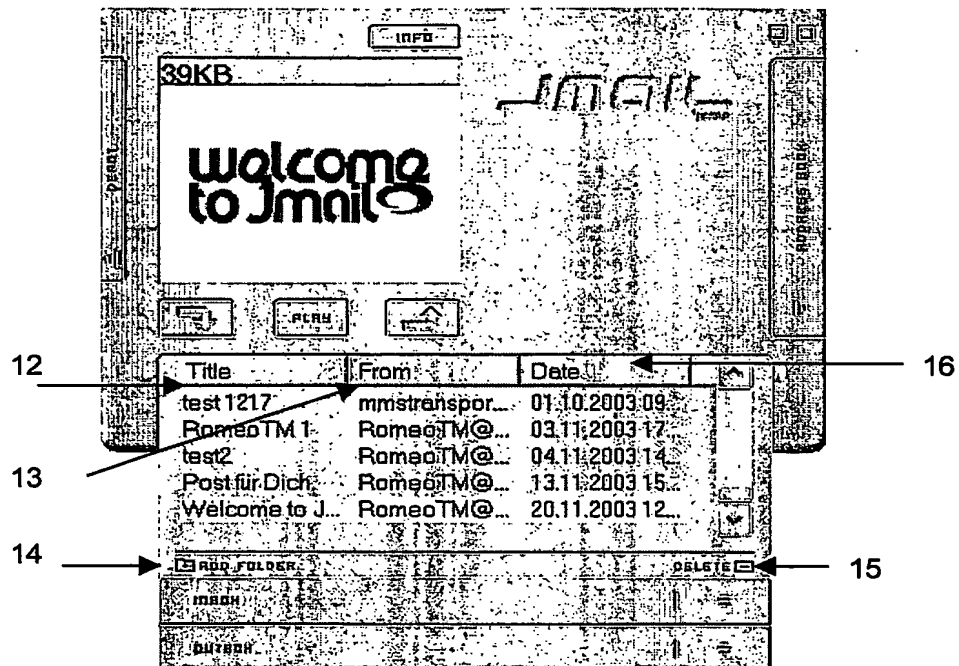 INFO
39KB
JMAIL
welcome
to Jmail
ADDRESS BOOK
PLAY
12
16
Title From Date
test 1217 mmstranspor... 01.10.2003 09...
RomeoTM 1 RomeoTM@... 03.11.2003 17...
test2 RomeoTM@... 04.11.2003 14...
13
Post für Dich RomeoTM@... 13.11.2003 15...
Welcome to J... RomeoTM@... 20.11.2003 12...
14
ADD FOLDER DELETE
15
INBOX
OUTBOX